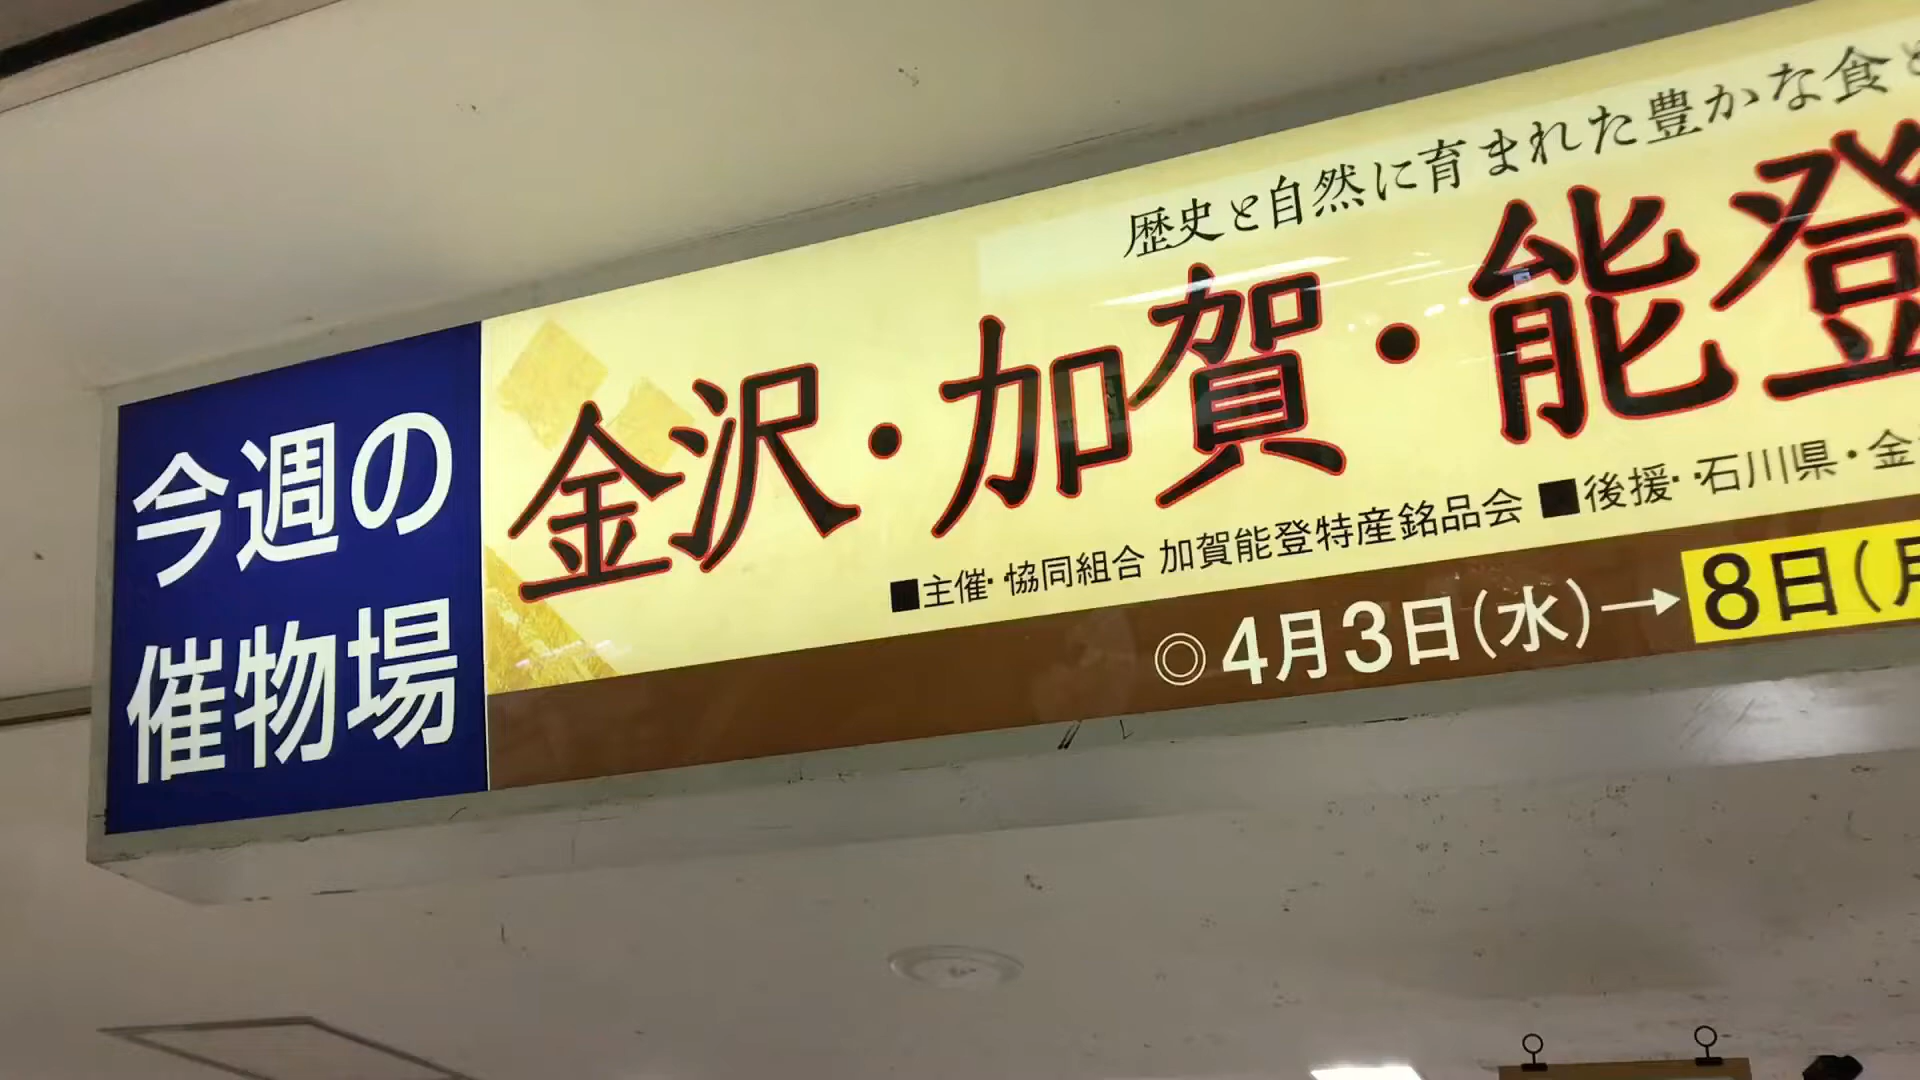 今週の
催物場
歴史と自然に育まれた豊かな食と
金沢・加賀・能登
■主催・協同組合 加賀能登特産銘品会 ■後援・石川県・金
◎4月3日(水)→8日(月